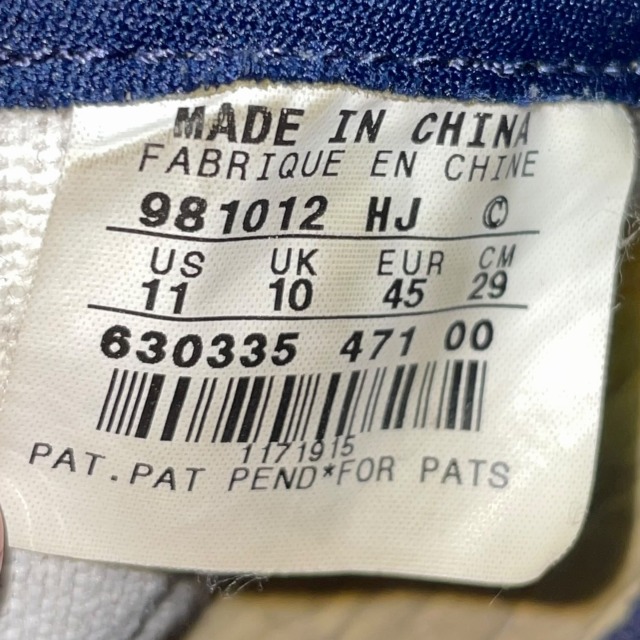 MADE IN CHINA
FABRIQUE EN CHINE
981012 HJ ©
US UK EUR CM
11 10 45 29
630335 471 00
1171915
PAT.PAT PEND*FOR PATS